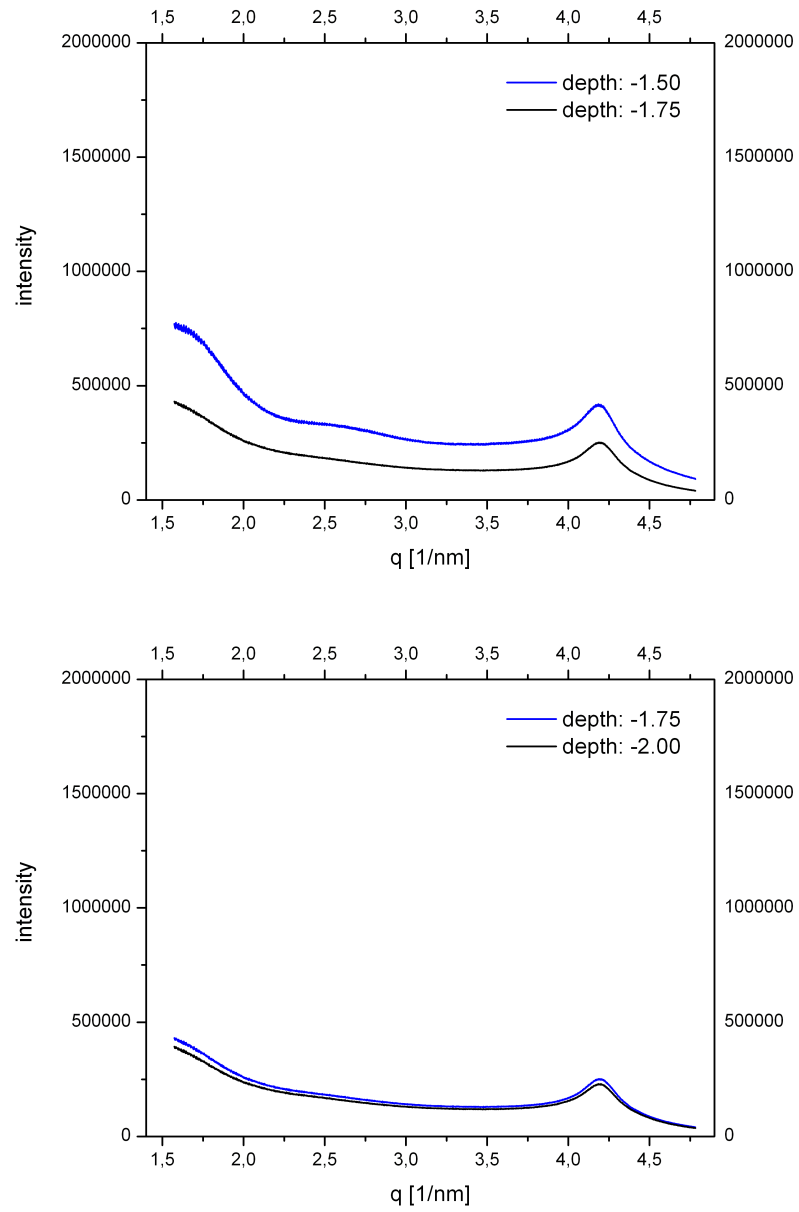 1,5 2,0 2,5 3,0 3,5 4,0 4,5
2000000 2000000
depth: -1.50
depth: -1.75
1500000 1500000
intensity
1000000 1000000
500000 500000
0 0
1,5 2,0 2,5 3,0 3,5 4,0 4,5
q [1/nm]
1,5 2,0 2,5 3,0 3,5 4,0 4,5
2000000 2000000
depth: -1.75
depth: -2.00
1500000 1500000
intensity
1000000 1000000
500000 500000
0 0
1,5 2,0 2,5 3,0 3,5 4,0 4,5
q [1/nm]